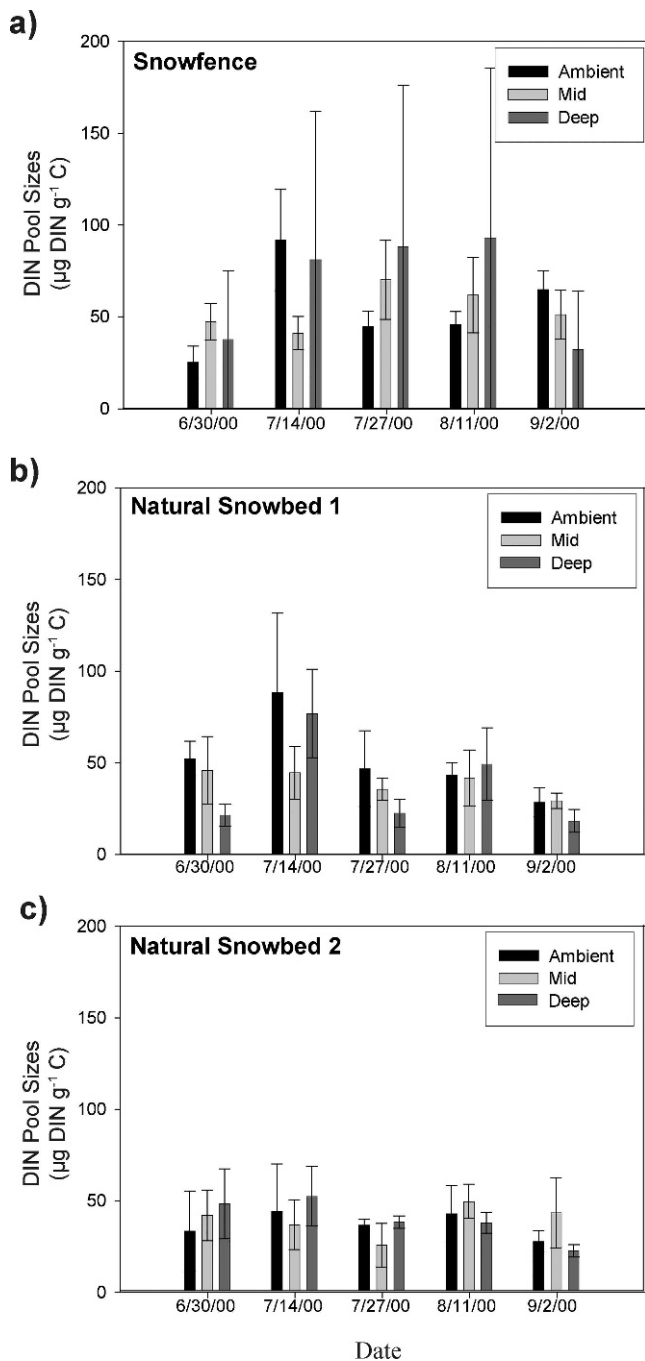 a)
Snowfence
Ambient
Mid
Deep
200
150
100
50
0
DIN Pool Sizes
(µg DIN g⁻¹ C)
6/30/00 7/14/00 7/27/00 8/11/00 9/2/00
b)
Natural Snowbed 1
Ambient
Mid
Deep
200
150
100
50
0
DIN Pool Sizes
(µg DIN g⁻¹ C)
6/30/00 7/14/00 7/27/00 8/11/00 9/2/00
c)
Natural Snowbed 2
Ambient
Mid
Deep
200
150
100
50
0
DIN Pool Sizes
(µg DIN g⁻¹ C)
6/30/00 7/14/00 7/27/00 8/11/00 9/2/00
Date